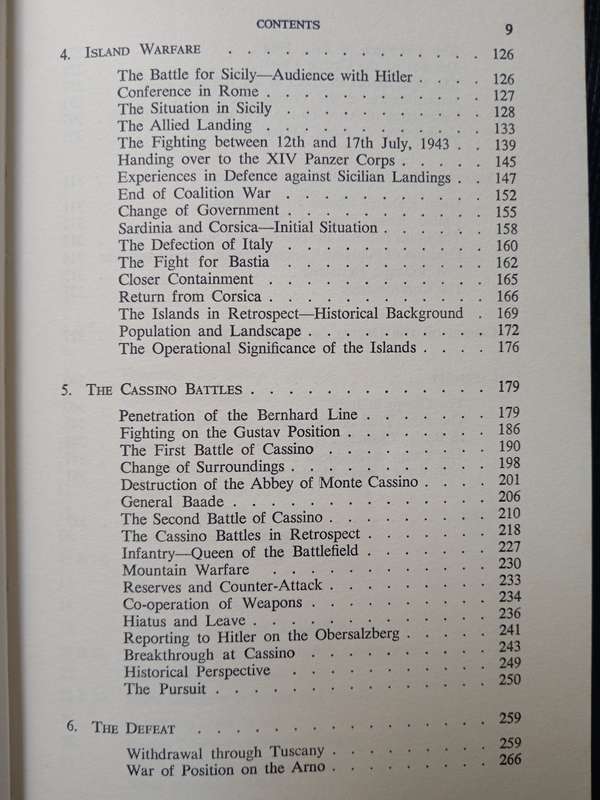 CONTENTS 9
4. ISLAND WARFARE . . . . . . . . . . . . . . 126
The Battle for Sicily—Audience with Hitler . . . . 126
Conference in Rome . . . . . . . . . . . . 127
The Situation in Sicily . . . . . . . . . . . 128
The Allied Landing . . . . . . . . . . . . 133
The Fighting between 12th and 17th July, 1943 . . 139
Handing over to the XIV Panzer Corps . . . . . 145
Experiences in Defence against Sicilian Landings . . 147
End of Coalition War . . . . . . . . . . . 152
Change of Government . . . . . . . . . . . 155
Sardinia and Corsica—Initial Situation . . . . . . 158
The Defection of Italy . . . . . . . . . . . 160
The Fight for Bastia . . . . . . . . . . . 162
Closer Containment . . . . . . . . . . . . 165
Return from Corsica . . . . . . . . . . . . 166
The Islands in Retrospect—Historical Background . 169
Population and Landscape . . . . . . . . . . 172
The Operational Significance of the Islands . . . . 176
5. THE CASSINO BATTLES . . . . . . . . . . . . . 179
Penetration of the Bernhard Line . . . . . . . 179
Fighting on the Gustav Position . . . . . . . . 186
The First Battle of Cassino . . . . . . . . . 190
Change of Surroundings . . . . . . . . . . . 198
Destruction of the Abbey of Monte Cassino . . . . 201
General Baade . . . . . . . . . . . . . . 206
The Second Battle of Cassino . . . . . . . . . 210
The Cassino Battles in Retrospect . . . . . . . 218
Infantry—Queen of the Battlefield . . . . . . . 227
Mountain Warfare . . . . . . . . . . . . 230
Reserves and Counter-Attack . . . . . . . . . 233
Co-operation of Weapons . . . . . . . . . . 234
Hiatus and Leave . . . . . . . . . . . . . 236
Reporting to Hitler on the Obersalzberg . . . . . 241
Breakthrough at Cassino . . . . . . . . . . 243
Historical Perspective . . . . . . . . . . . 249
The Pursuit . . . . . . . . . . . . . . . 250
6. THE DEFEAT . . . . . . . . . . . . . . . 259
Withdrawal through Tuscany . . . . . . . . . 259
War of Position on the Arno . . . . . . . . . 266